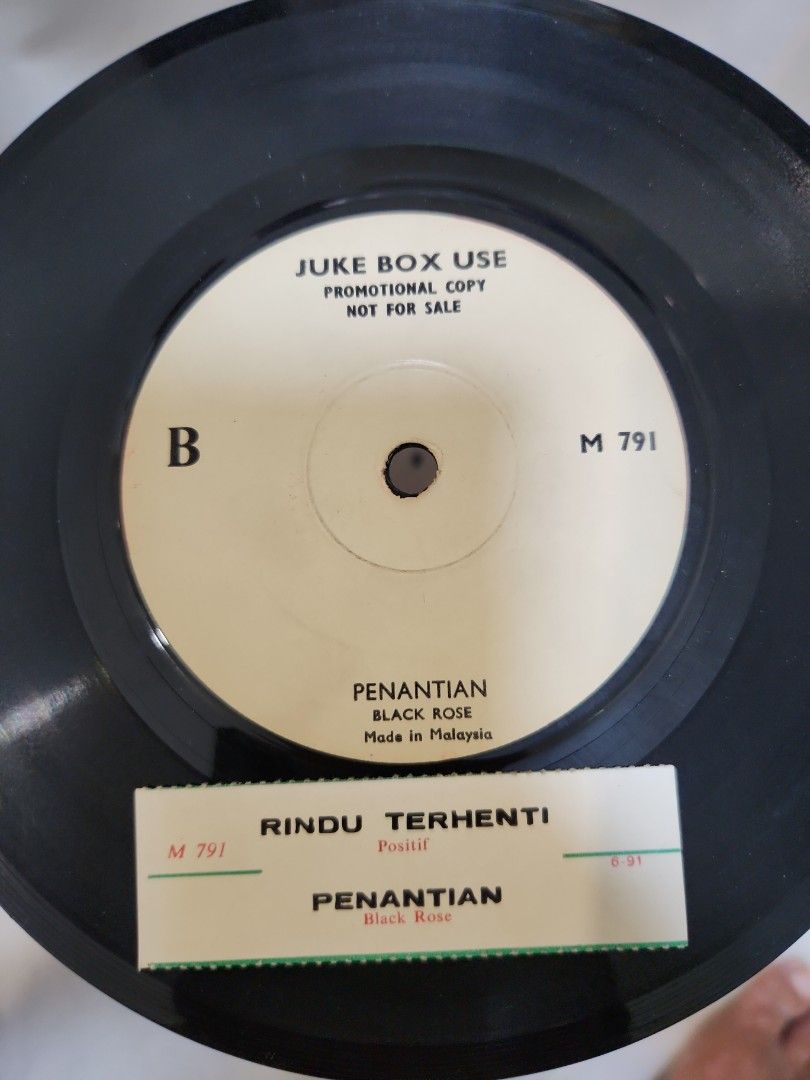 JUKE BOX USE
PROMOTIONAL COPY
NOT FOR SALE
B
M 791
PENANTIAN
BLACK ROSE
Made in Malaysia
RINDU TERHENTI
M 791
Positif
6-91
PENANTIAN
Black Rose